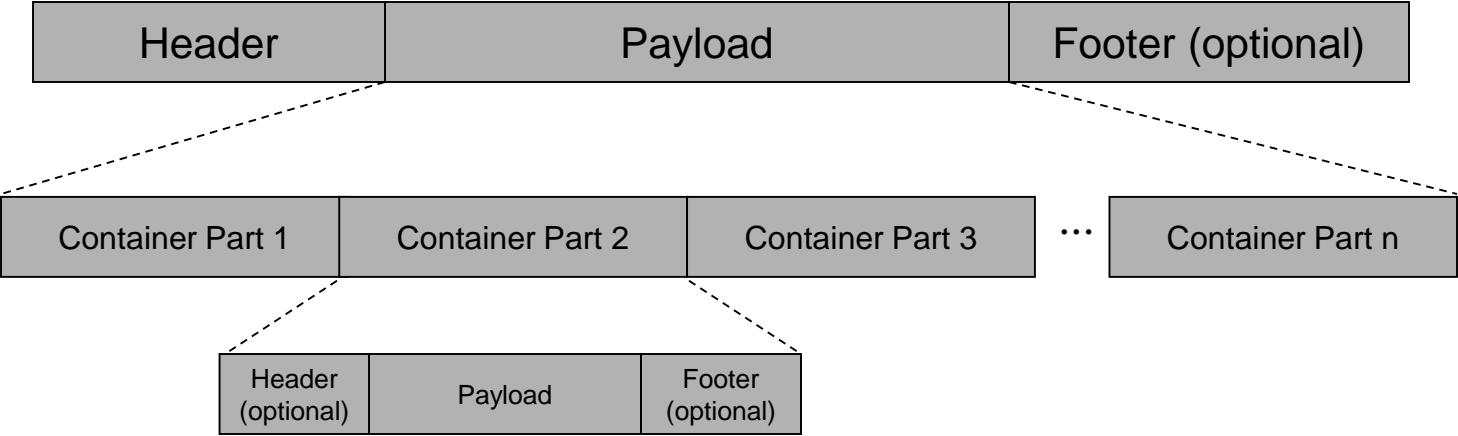 Header
Payload
Footer (optional)
Container Part 1
Container Part 2
Container Part 3
...
Container Part n
Header
(optional)
Payload
Footer
(optional)